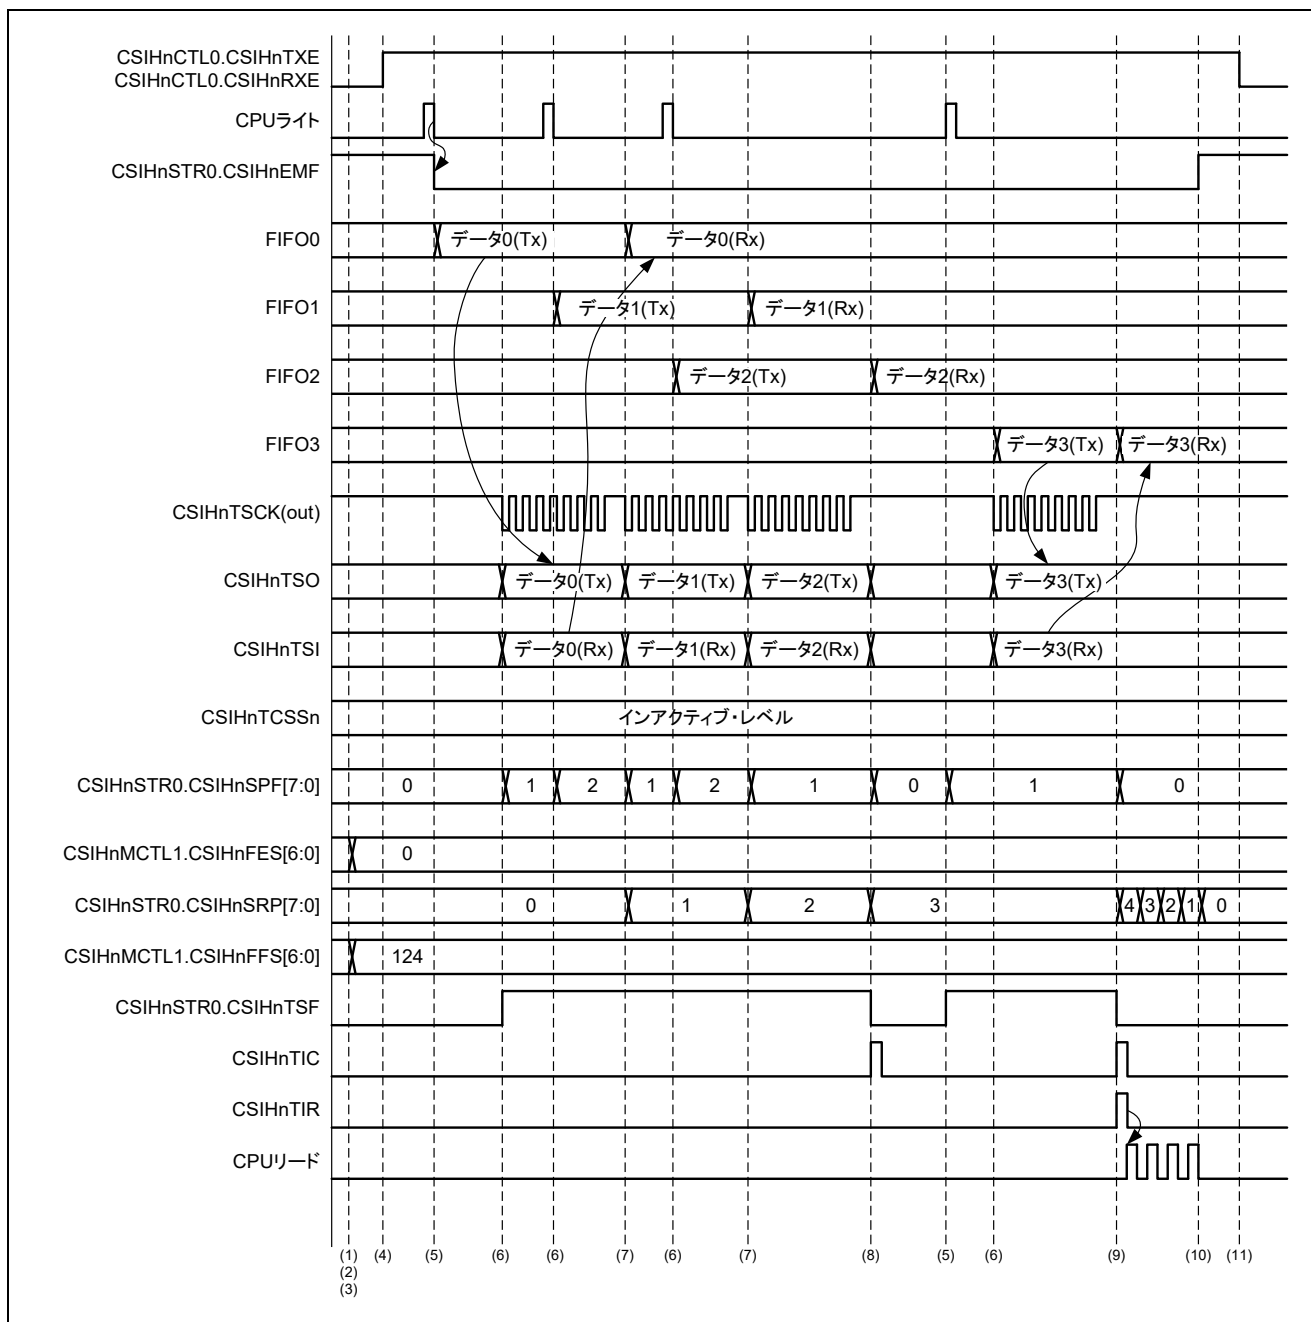 CSIHnCTL0.CSIHnTXE
CSIHnCTL0.CSIHnRXE
CPUライト
CSIHnSTR0.CSIHnEMF
FIFO0 データ0(Tx) データ0(Rx)
FIFO1 データ1(Tx) データ1(Rx)
FIFO2 データ2(Tx) データ2(Rx)
FIFO3 データ3(Tx) データ3(Rx)
CSIHnTSCK(out)
CSIHnTSO データ0(Tx) データ1(Tx) データ2(Tx) データ3(Tx)
CSIHnTSI データ0(Rx) データ1(Rx) データ2(Rx) データ3(Rx)
CSIHnTCSSn インアクティブ・レベル
CSIHnSTR0.CSIHnSPF[7:0] 0 1 2 1 2 1 0 1 0
CSIHnMCTL1.CSIHnFES[6:0] 0
CSIHnSTR0.CSIHnSRP[7:0] 0 1 2 3 4 3 2 1 0
CSIHnMCTL1.CSIHnFFS[6:0] 124
CSIHnSTR0.CSIHnTSF
CSIHnTIC
CSIHnTIR
CPUリード
(1) (4) (5) (6) (6) (7) (6) (7) (8) (5) (6) (9) (10) (11)
(2)
(3)